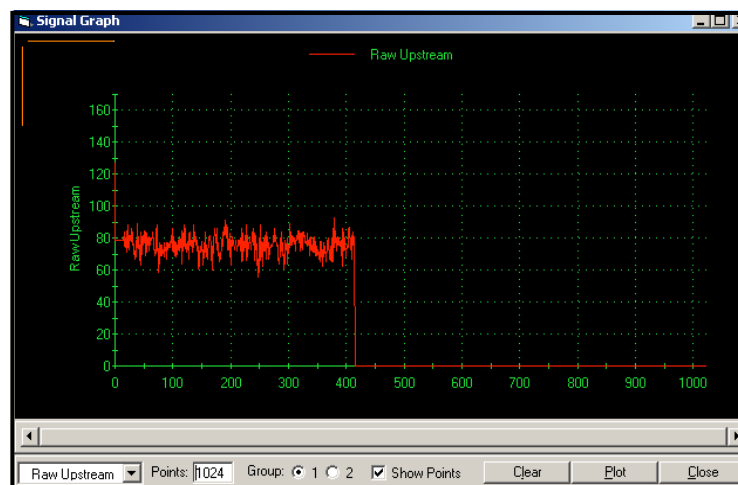 Signal Graph
Raw Upstream
160
140
120
100
80
60
40
20
0
Raw Upstream
0 100 200 300 400 500 600 700 800 900 1000
Raw Upstream Points: 1024 Group: 1 2 Show Points Clear Plot Close